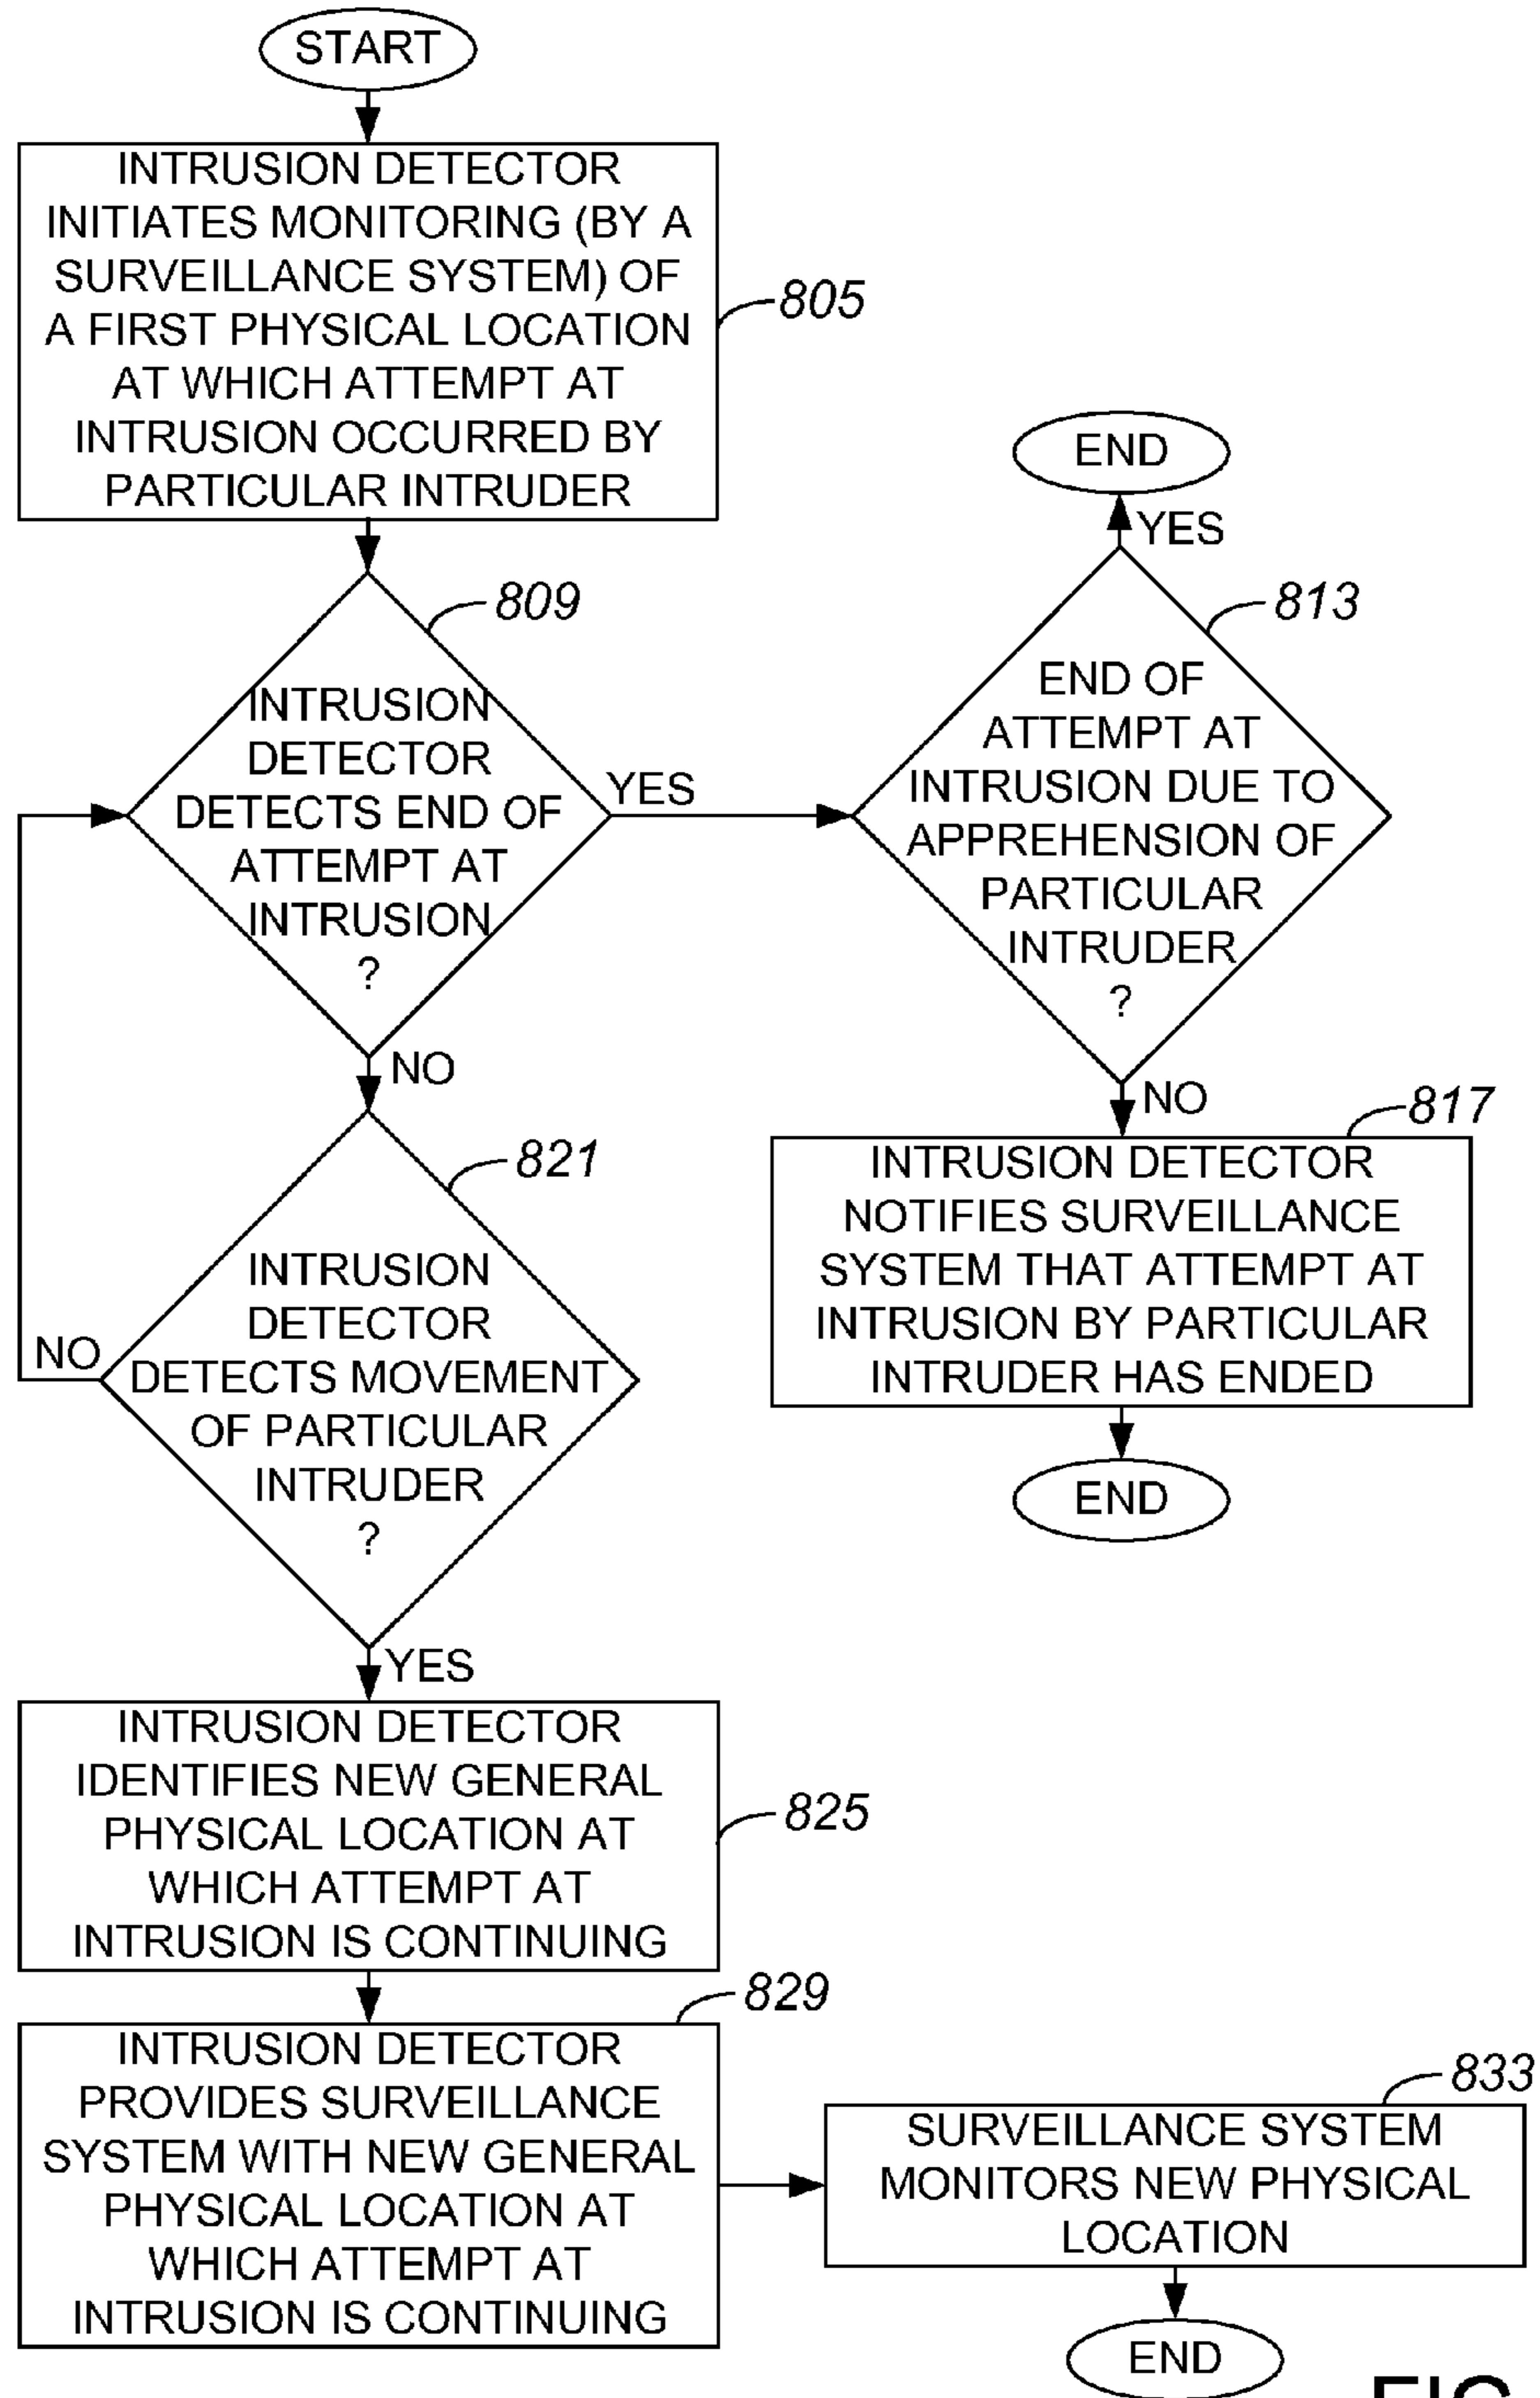 START
INTRUSION DETECTOR
INITIATES MONITORING (BY A
SURVEILLANCE SYSTEM) OF
A FIRST PHYSICAL LOCATION
AT WHICH ATTEMPT AT
INTRUSION OCCURRED BY
PARTICULAR INTRUDER
805
809
INTRUSION
DETECTOR
DETECTS END OF
ATTEMPT AT
INTRUSION
?
YES
NO
END
YES
813
END OF
ATTEMPT AT
INTRUSION DUE TO
APPREHENSION OF
PARTICULAR
INTRUDER
?
NO
817
INTRUSION DETECTOR
NOTIFIES SURVEILLANCE
SYSTEM THAT ATTEMPT AT
INTRUSION BY PARTICULAR
INTRUDER HAS ENDED
END
821
INTRUSION
DETECTOR
DETECTS MOVEMENT
OF PARTICULAR
INTRUDER
?
NO
YES
INTRUSION DETECTOR
IDENTIFIES NEW GENERAL
PHYSICAL LOCATION AT
WHICH ATTEMPT AT
INTRUSION IS CONTINUING
825
829
INTRUSION DETECTOR
PROVIDES SURVEILLANCE
SYSTEM WITH NEW GENERAL
PHYSICAL LOCATION AT
WHICH ATTEMPT AT
INTRUSION IS CONTINUING
833
SURVEILLANCE SYSTEM
MONITORS NEW PHYSICAL
LOCATION
END